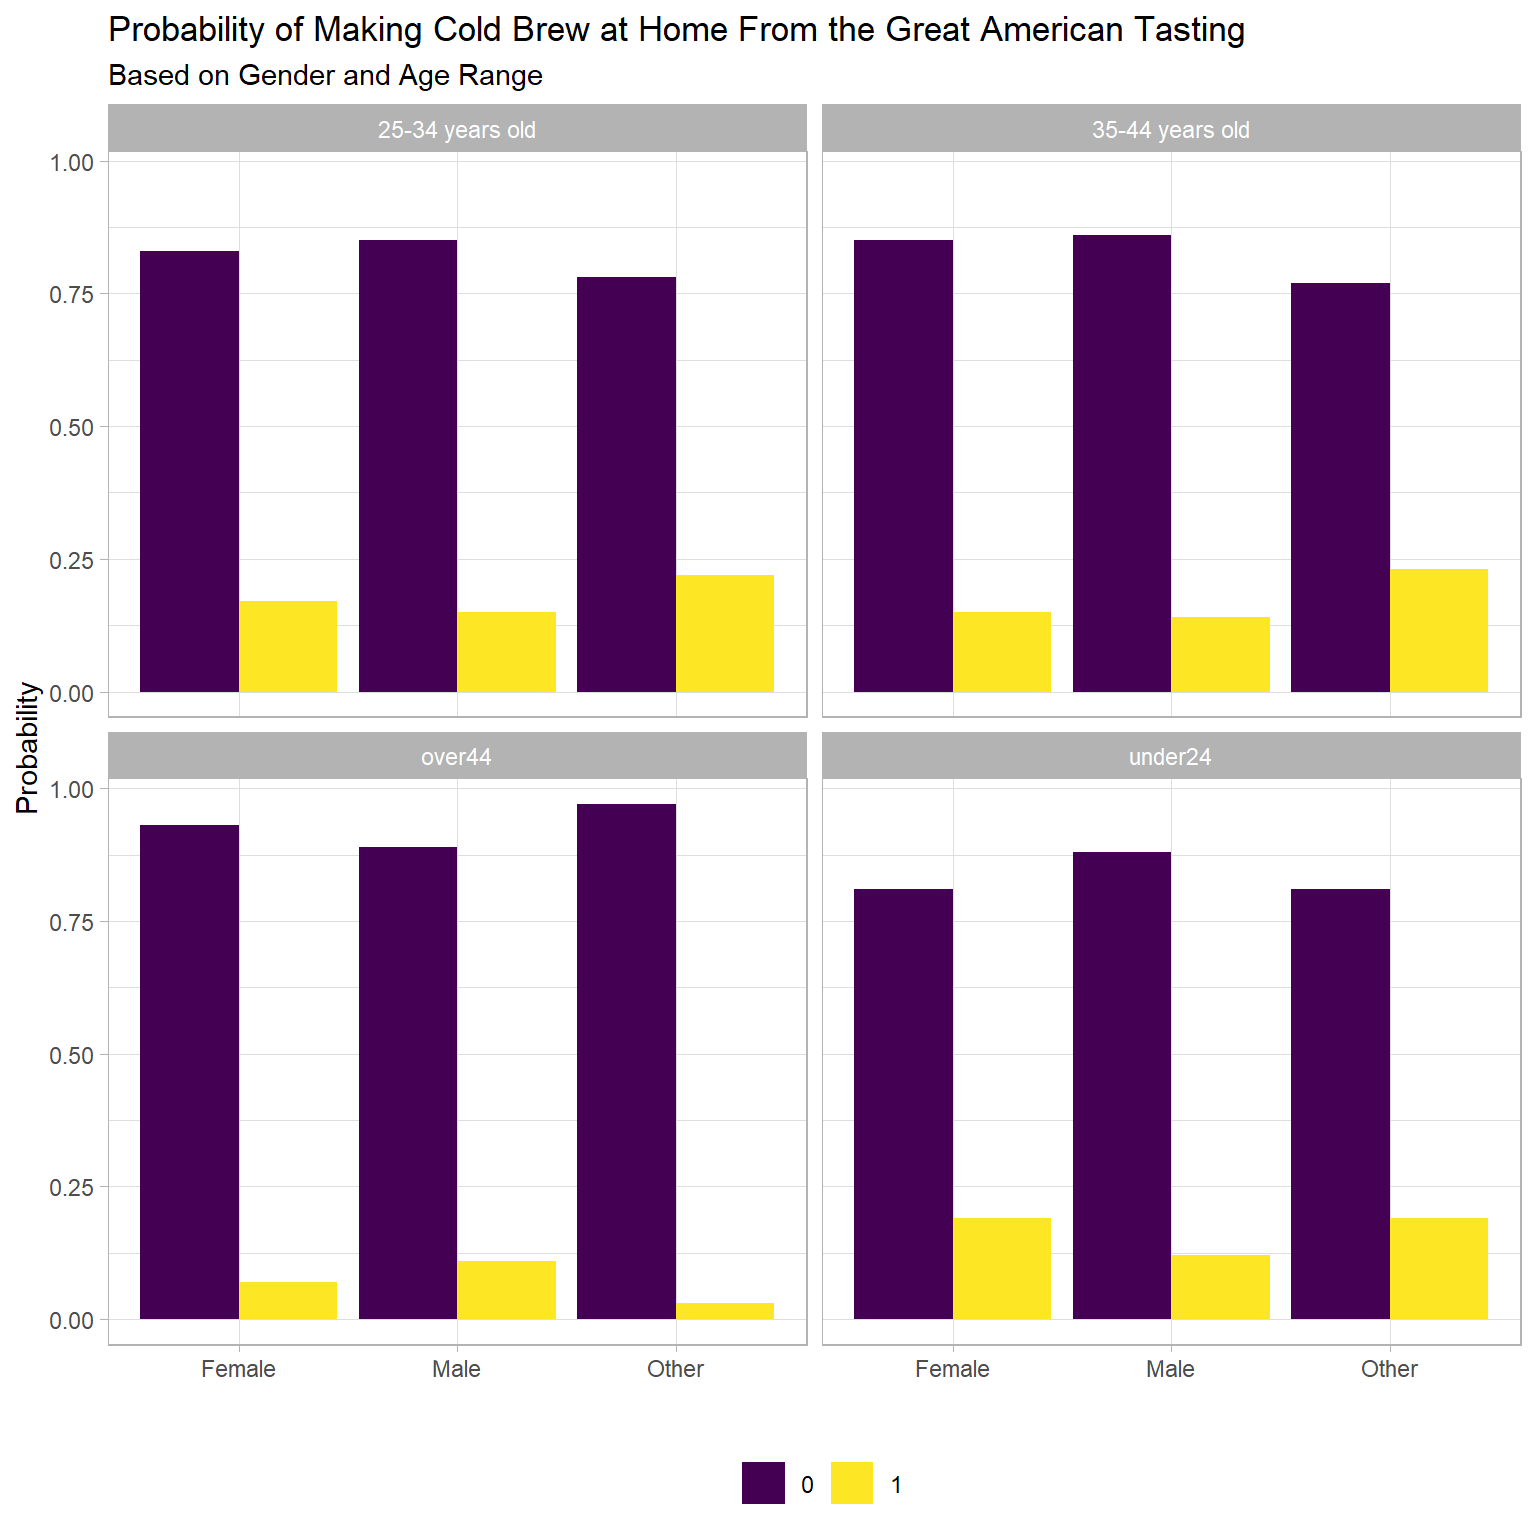 Probability of Making Cold Brew at Home From the Great American Tasting
Based on Gender and Age Range
25-34 years old
35-44 years old
1.00
0.75
0.50
0.25
0.00
Probability
over44
under24
1.00
0.75
0.50
0.25
0.00
Female Male Other Female Male Other
0 1